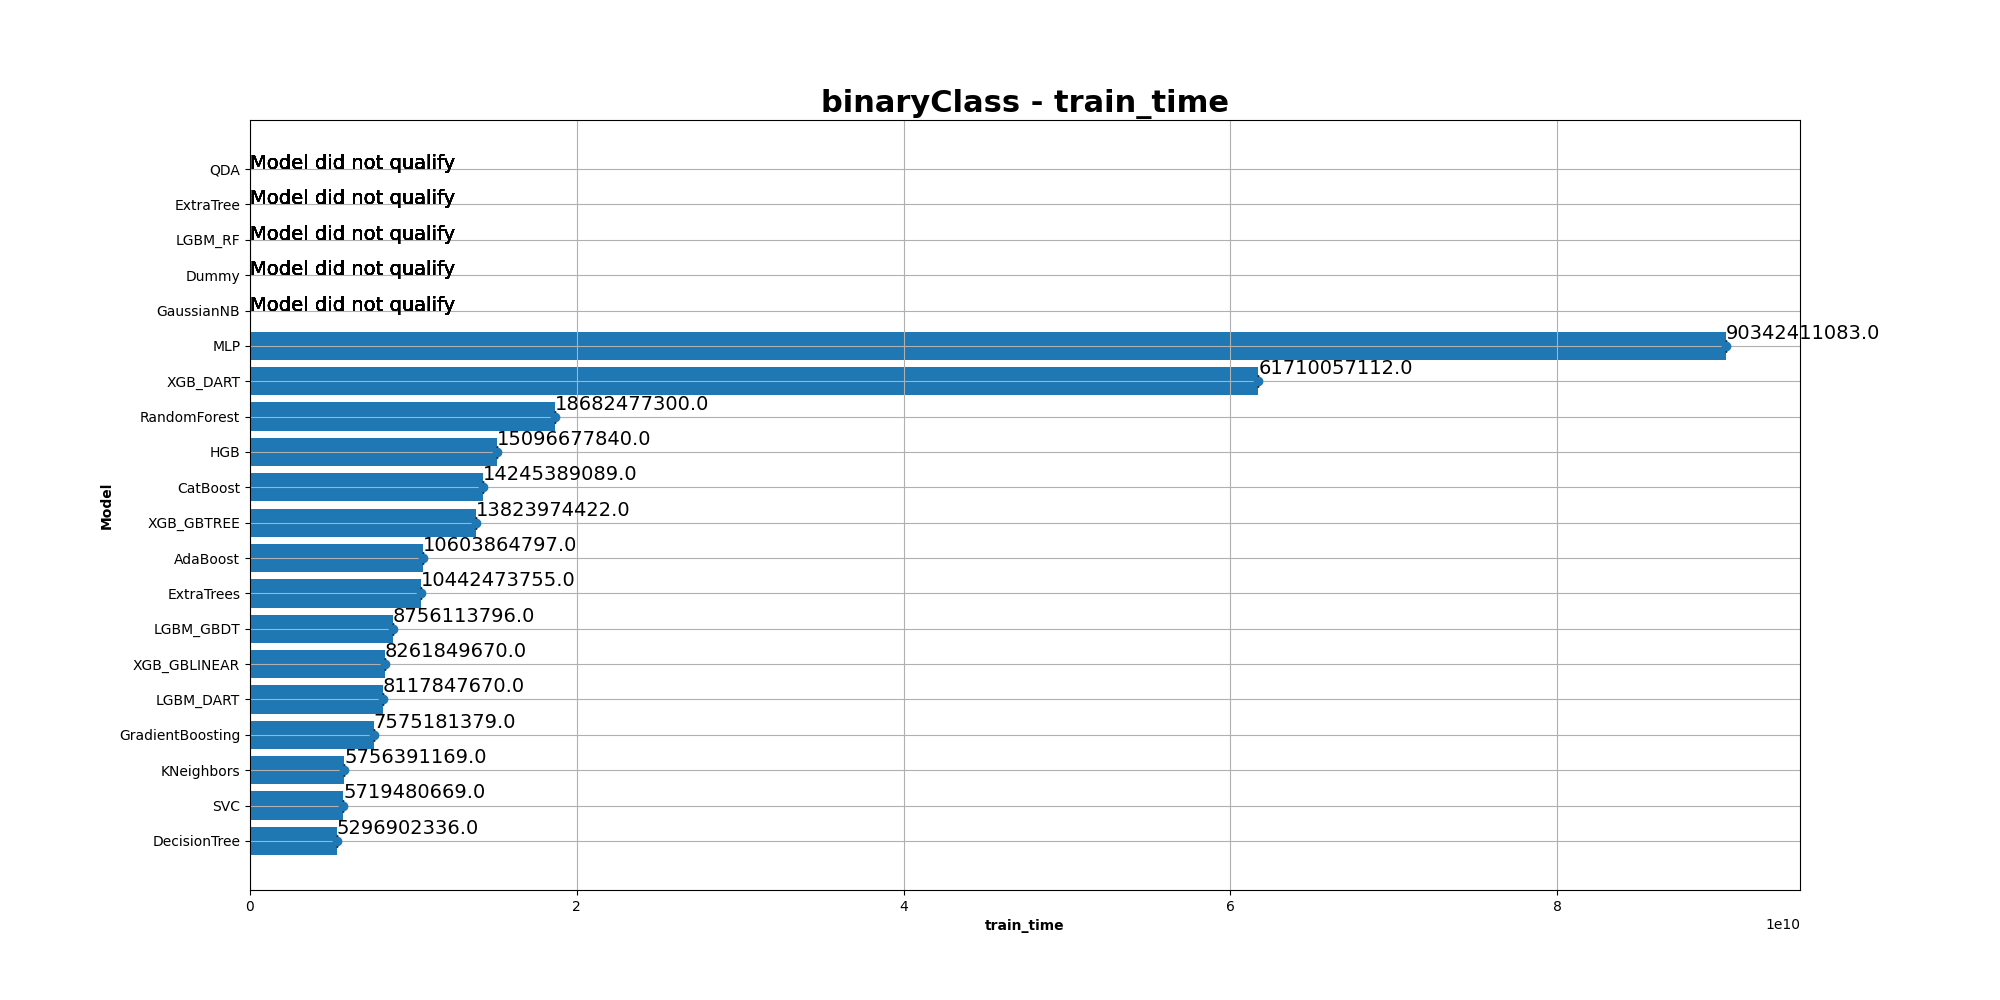 binaryClass - train_time
QDA Model did not qualify
ExtraTree Model did not qualify
LGBM_RF Model did not qualify
Dummy Model did not qualify
GaussianNB Model did not qualify
MLP 90342411083.0
XGB_DART 61710057112.0
RandomForest 18682477300.0
HGB 15096677840.0
CatBoost 14245389089.0
XGB_GBTREE 13823974422.0
AdaBoost 10603864797.0
ExtraTrees 10442473755.0
LGBM_GBDT 8756113796.0
XGB_GBLINEAR 8261849670.0
LGBM_DART 8117847670.0
GradientBoosting 7575181379.0
KNeighbors 5756391169.0
SVC 5719480669.0
DecisionTree 5296902336.0
Model
0 2 4 6 8
train_time
1e10